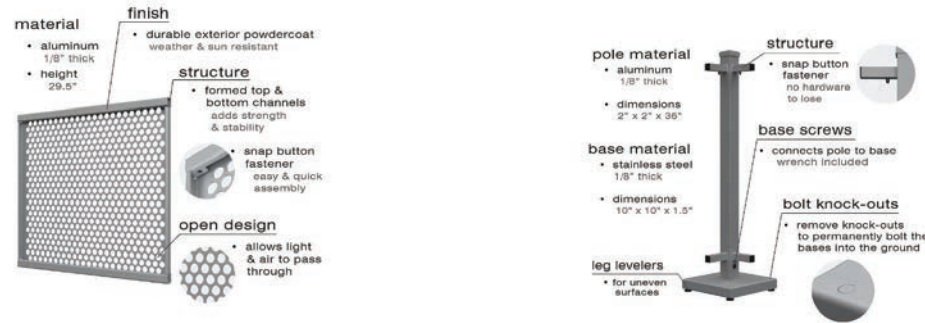 material
• aluminum
1/8" thick
• height
29.5"
finish
• durable exterior powdercoat
weather & sun resistant
structure
• formed top &
bottom channels
adds strength
& stability
• snap button
fastener
easy & quick
assembly
open design
• allows light
& air to pass
through
pole material
• aluminum
1/8" thick
• dimensions
2" x 2" x 36"
base material
• stainless steel
1/8" thick
• dimensions
10" x 10" x 1.5"
leg levelers
• for uneven
surfaces
structure
• snap button
fastener
no hardware
to lose
base screws
• connects pole to base
wrench included
bolt knock-outs
• remove knock-outs
to permanently bolt the
bases into the ground